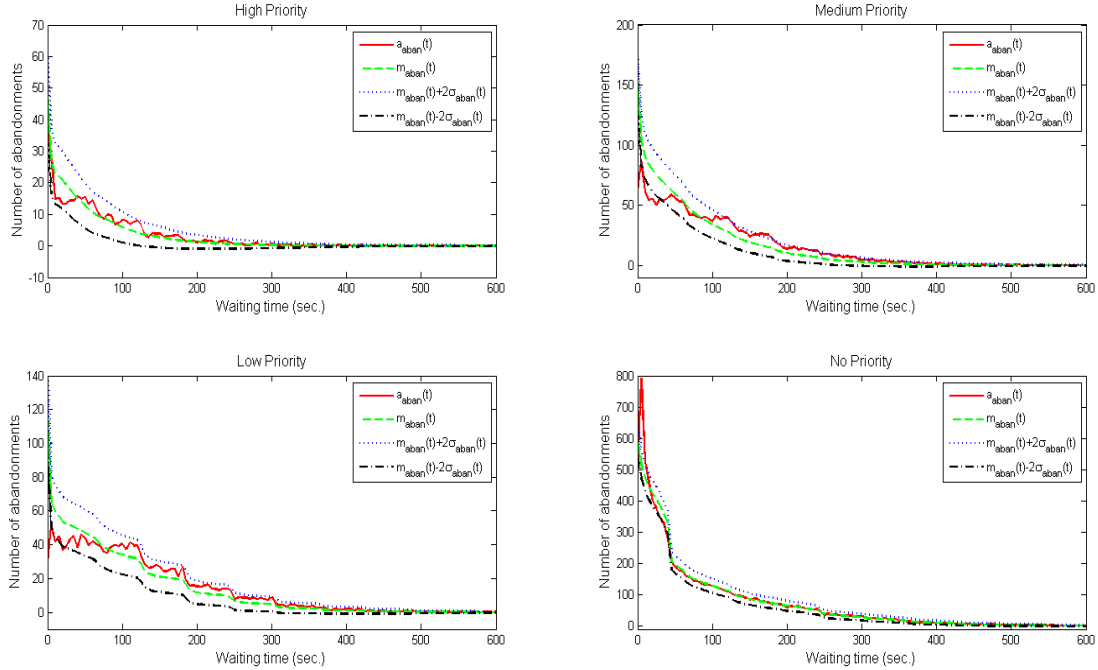 High Priority
70
60
50
40
30
20
10
0
-10
Number of abandonments
0 100 200 300 400 500 600
Waiting time (sec.)
a_aban(t)
m_aban(t)
m_aban(t)+2σ_aban(t)
m_aban(t)-2σ_aban(t)
Medium Priority
200
150
100
50
0
Number of abandonments
0 100 200 300 400 500 600
Waiting time (sec.)
a_aban(t)
m_aban(t)
m_aban(t)+2σ_aban(t)
m_aban(t)-2σ_aban(t)
Low Priority
140
120
100
80
60
40
20
0
Number of abandonments
0 100 200 300 400 500 600
Waiting time (sec.)
a_aban(t)
m_aban(t)
m_aban(t)+2σ_aban(t)
m_aban(t)-2σ_aban(t)
No Priority
800
700
600
500
400
300
200
100
0
Number of abandonments
0 100 200 300 400 500 600
Waiting time (sec.)
a_aban(t)
m_aban(t)
m_aban(t)+2σ_aban(t)
m_aban(t)-2σ_aban(t)